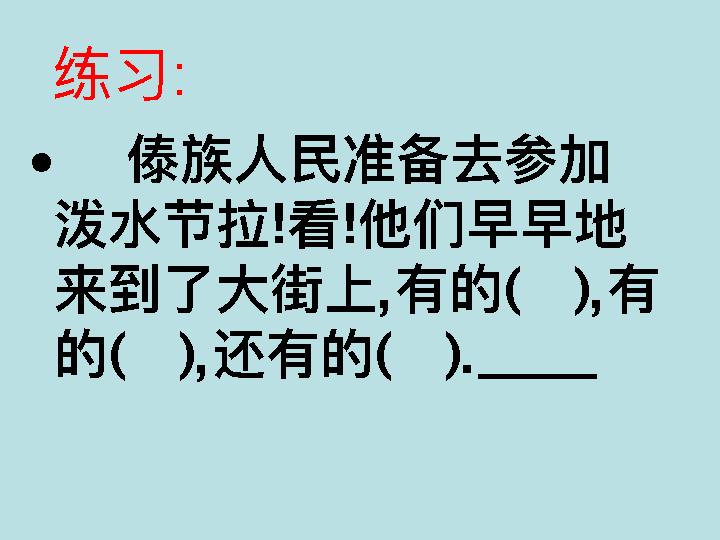 练习:
• 傣族人民准备去参加
泼水节拉!看!他们早早地
来到了大街上,有的(   ),有
的(   ),还有的(   )._____